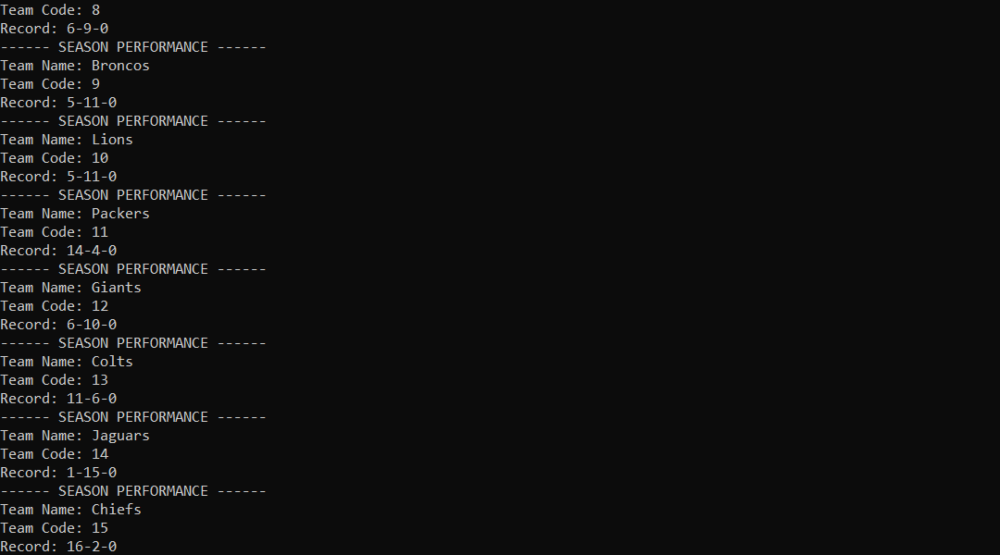 Team Code: 8
Record: 6-9-0
------ SEASON PERFORMANCE ------
Team Name: Broncos
Team Code: 9
Record: 5-11-0
------ SEASON PERFORMANCE ------
Team Name: Lions
Team Code: 10
Record: 5-11-0
------ SEASON PERFORMANCE ------
Team Name: Packers
Team Code: 11
Record: 14-4-0
------ SEASON PERFORMANCE ------
Team Name: Giants
Team Code: 12
Record: 6-10-0
------ SEASON PERFORMANCE ------
Team Name: Colts
Team Code: 13
Record: 11-6-0
------ SEASON PERFORMANCE ------
Team Name: Jaguars
Team Code: 14
Record: 1-15-0
------ SEASON PERFORMANCE ------
Team Name: Chiefs
Team Code: 15
Record: 16-2-0